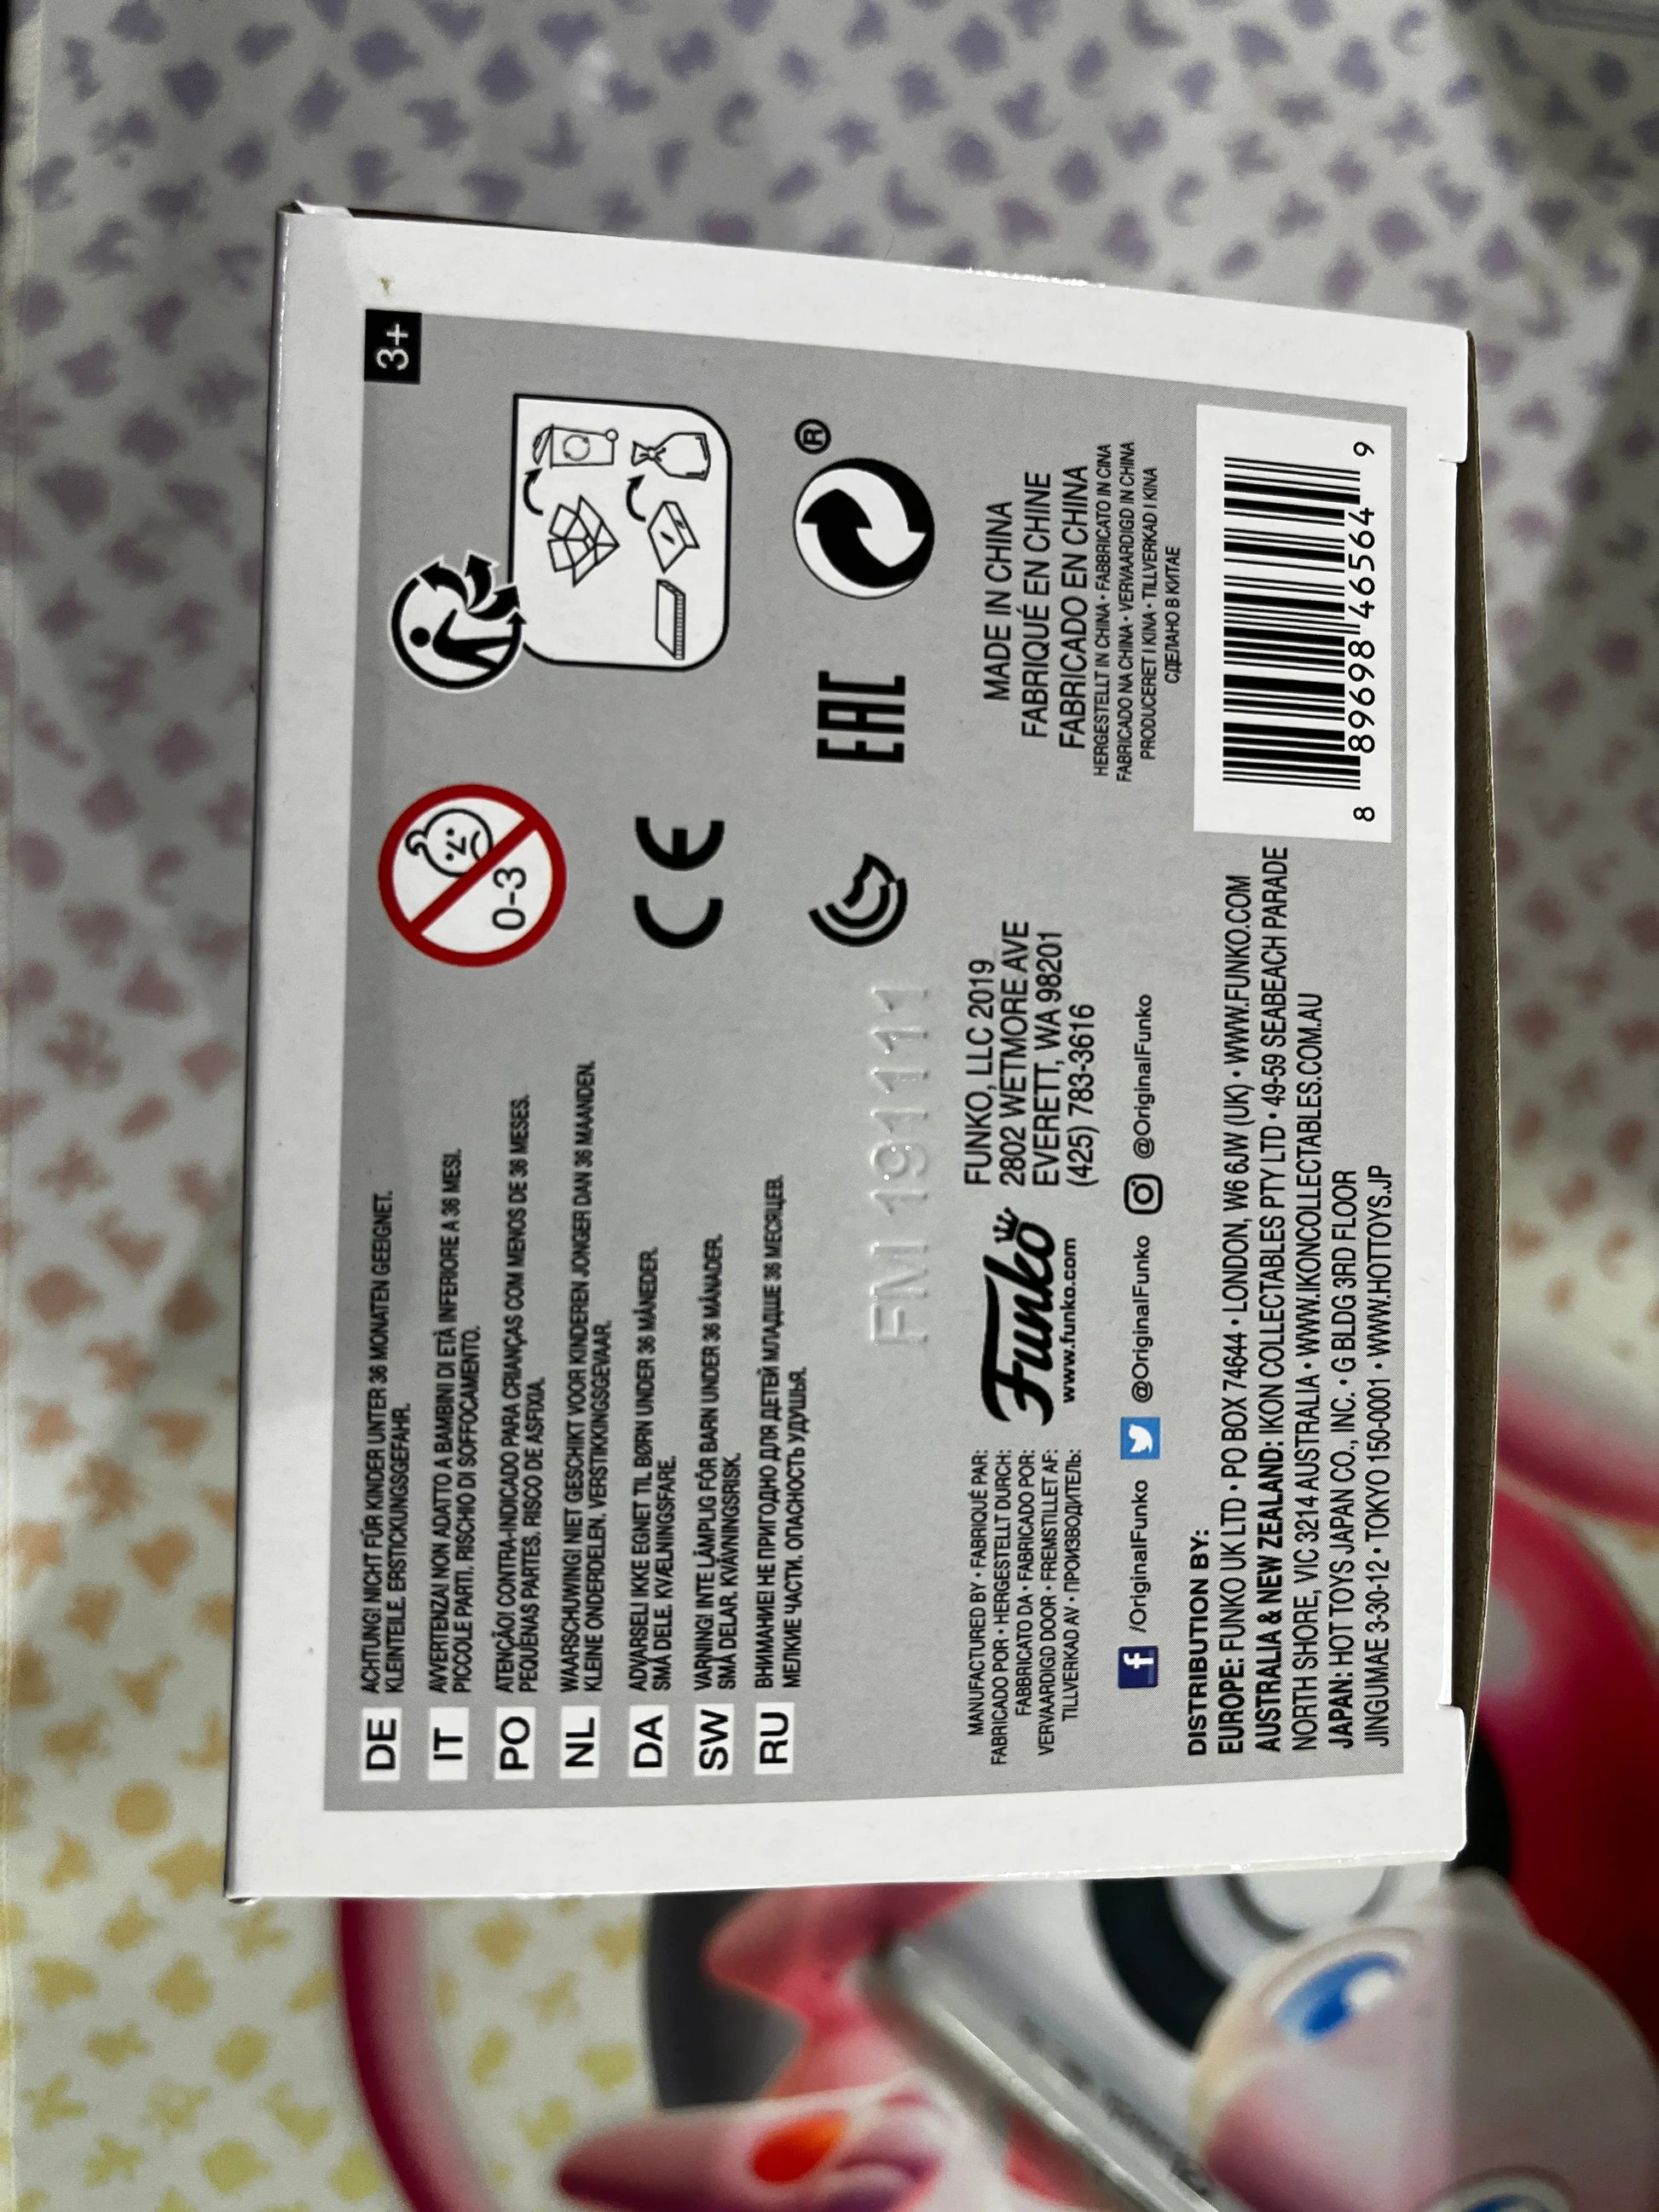 3+
DE
ACHTUNG! NICHT FÜR KINDER UNTER 36 MONATEN GEEIGNET.
KLEINTEILE. ERSTICKUNGSGEFAHR.
IT
AVVERTENZA! NON ADATTO A BAMBINI DI ETÀ INFERIORE A 36 MESI.
PICCOLE PARTI. RISCHIO DI SOFFOCAMENTO.
PO
ATENÇÃO! CONTRA-INDICADO PARA CRIANÇAS COM MENOS DE 36 MESES.
PEQUENAS PARTES. RISCO DE ASFIXIA.
NL
WAARSCHUWING! NIET GESCHIKT VOOR KINDEREN JONGER DAN 36 MAANDEN.
KLEINE ONDERDELEN. VERSTIKKINGSGEVAAR.
DA
ADVARSEL! IKKE EGNET TIL BØRN UNDER 36 MÅNEDER.
SMÅ DELE. KVÆLNINGSFARE.
SW
VARNING! INTE LÄMPLIG FÖR BARN UNDER 36 MÅNADER.
SMÅ DELAR. KVÄVNINGSRISK.
RU
ВНИМАНИЕ! НЕ ПРИГОДНО ДЛЯ ДЕТЕЙ МЛАДШЕ 36 МЕСЯЦЕВ.
МЕЛКИЕ ЧАСТИ. ОПАСНОСТЬ УДУШЬЯ.
0-3
CE
EAC
®
FM 191111
MANUFACTURED BY • FABRIQUÉ PAR:
FABRICADO POR • HERGESTELLT DURCH:
FABRICATO DA • FABRICADO POR:
VERVAARDIGD DOOR • FREMSTILLET AF:
TILLVERKAD AV • ПРОИЗВОДИТЕЛЬ:
Funko
www.funko.com
FUNKO, LLC 2019
2802 WETMORE AVE
EVERETT, WA 98201
(425) 783-3616
/OriginalFunko
@OriginalFunko
@OriginalFunko
MADE IN CHINA
FABRIQUÉ EN CHINE
FABRICADO EN CHINA
HERGESTELLT IN CHINA • FABBRICATO IN CINA
FABRICADO NA CHINA • VERVAARDIGD IN CHINA
PRODUCERET I KINA • TILLVERKAD I KINA
СДЕЛАНО В КИТАЕ
DISTRIBUTION BY:
EUROPE: FUNKO UK LTD • PO BOX 74644 • LONDON, W6 6JW (UK) • WWW.FUNKO.COM
AUSTRALIA & NEW ZEALAND: IKON COLLECTABLES PTY LTD • 49-59 SEABEACH PARADE
NORTH SHORE, VIC 3214 AUSTRALIA • WWW.IKONCOLLECTABLES.COM.AU
JAPAN: HOT TOYS JAPAN CO., INC. • G BLDG 3RD FLOOR
JINGUMAE 3-30-12 • TOKYO 150-0001 • WWW.HOTTOYS.JP
8 89698 46564 9